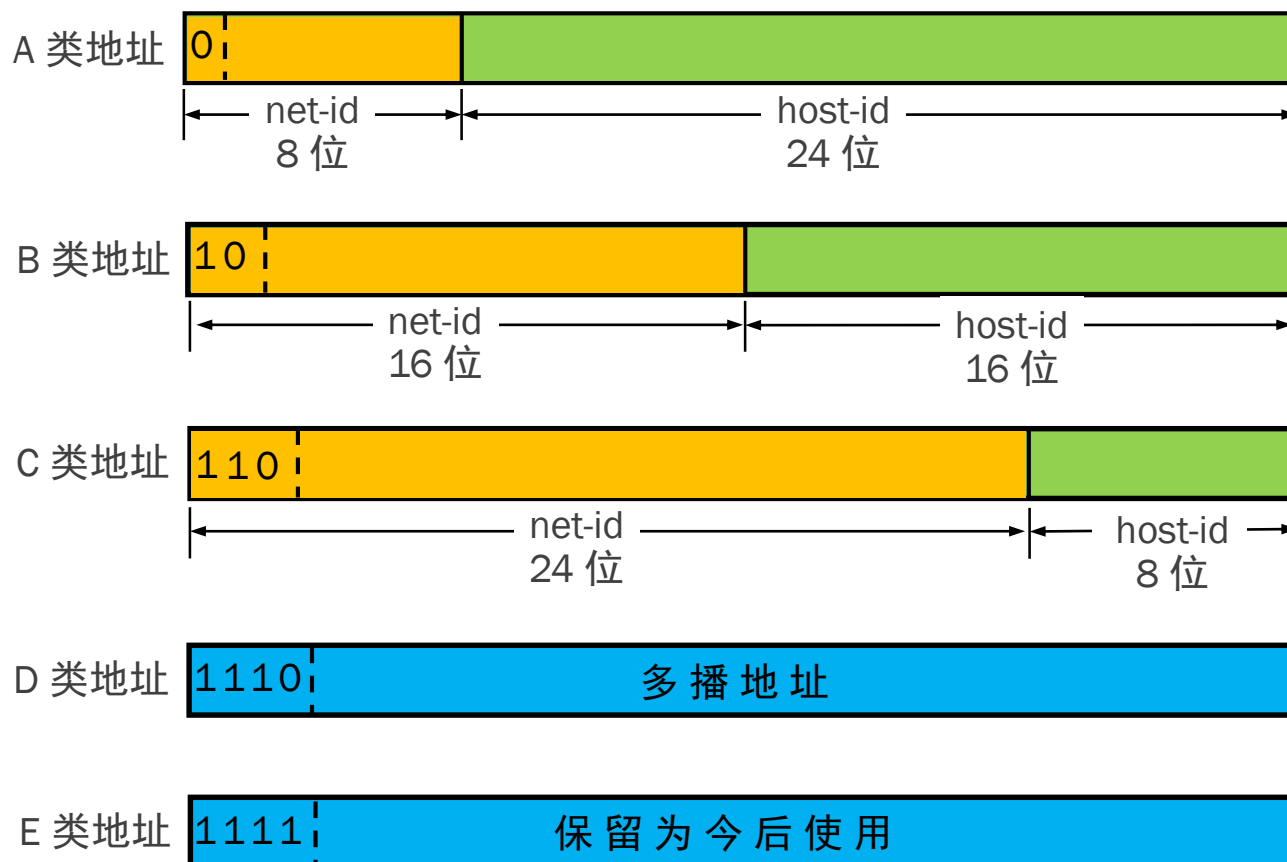 A 类地址
0
net-id
8 位
host-id
24 位
B 类地址
10
net-id
16 位
host-id
16 位
C 类地址
110
net-id
24 位
host-id
8 位
D 类地址
1110
多播地址
E 类地址
1111
保留为今后使用